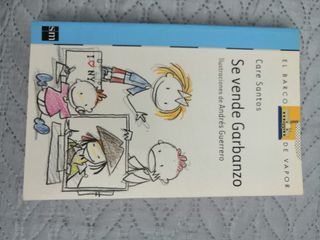 Care Santos
Se vende Garbanzo
Ilustraciones de Andrés Guerrero
EL BARCO
DE VAPOR
sm
I ♥ NY